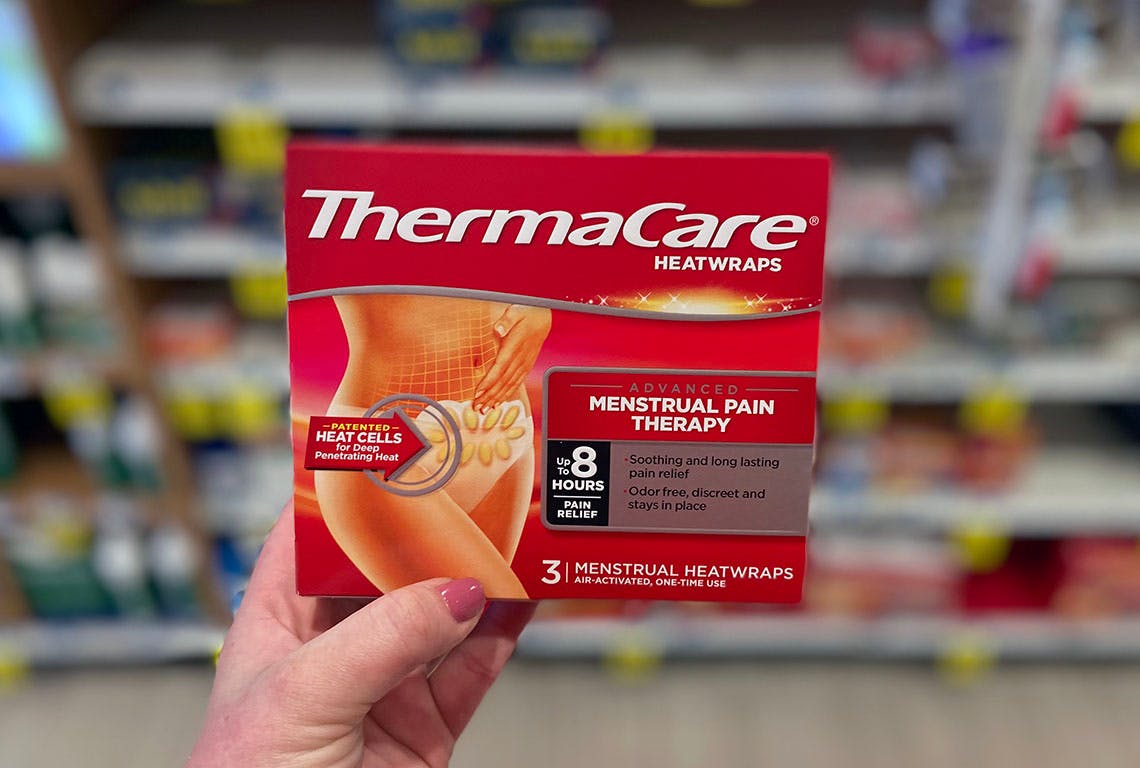 ThermaCare®
HEATWRAPS
PATENTED
HEAT CELLS
for Deep
Penetrating Heat
ADVANCED
MENSTRUAL PAIN
THERAPY
Up To 8
HOURS
PAIN
RELIEF
• Soothing and long lasting
pain relief
• Odor free, discreet and
stays in place
3 MENSTRUAL HEATWRAPS
AIR-ACTIVATED, ONE-TIME USE